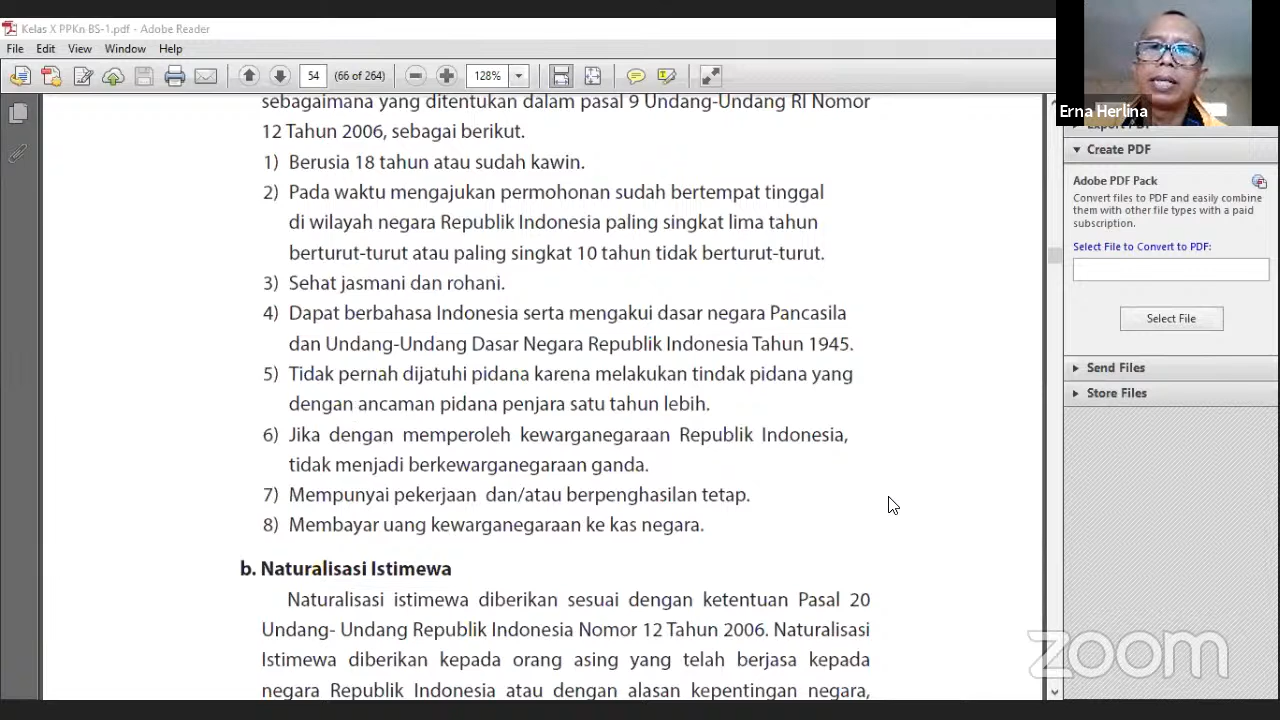 Kelas X PPKn BS-1.pdf - Adobe Reader
File Edit View Window Help
54 (66 of 264) 128%
sebagaimana yang ditentukan dalam pasal 9 Undang-Undang RI Nomor
12 Tahun 2006, sebagai berikut.
1) Berusia 18 tahun atau sudah kawin.
2) Pada waktu mengajukan permohonan sudah bertempat tinggal
di wilayah negara Republik Indonesia paling singkat lima tahun
berturut-turut atau paling singkat 10 tahun tidak berturut-turut.
3) Sehat jasmani dan rohani.
4) Dapat berbahasa Indonesia serta mengakui dasar negara Pancasila
dan Undang-Undang Dasar Negara Republik Indonesia Tahun 1945.
5) Tidak pernah dijatuhi pidana karena melakukan tindak pidana yang
dengan ancaman pidana penjara satu tahun lebih.
6) Jika dengan memperoleh kewarganegaraan Republik Indonesia,
tidak menjadi berkewarganegaraan ganda.
7) Mempunyai pekerjaan dan/atau berpenghasilan tetap.
8) Membayar uang kewarganegaraan ke kas negara.
b. Naturalisasi Istimewa
Naturalisasi istimewa diberikan sesuai dengan ketentuan Pasal 20
Undang- Undang Republik Indonesia Nomor 12 Tahun 2006. Naturalisasi
Istimewa diberikan kepada orang asing yang telah berjasa kepada
negara Republik Indonesia atau dengan alasan kepentingan negara,
Erna Herlina
Export PDF
Create PDF
Adobe PDF Pack
Convert files to PDF and easily combine
them with other file types with a paid
subscription.
Select File to Convert to PDF:
Select File
Send Files
Store Files
zoom